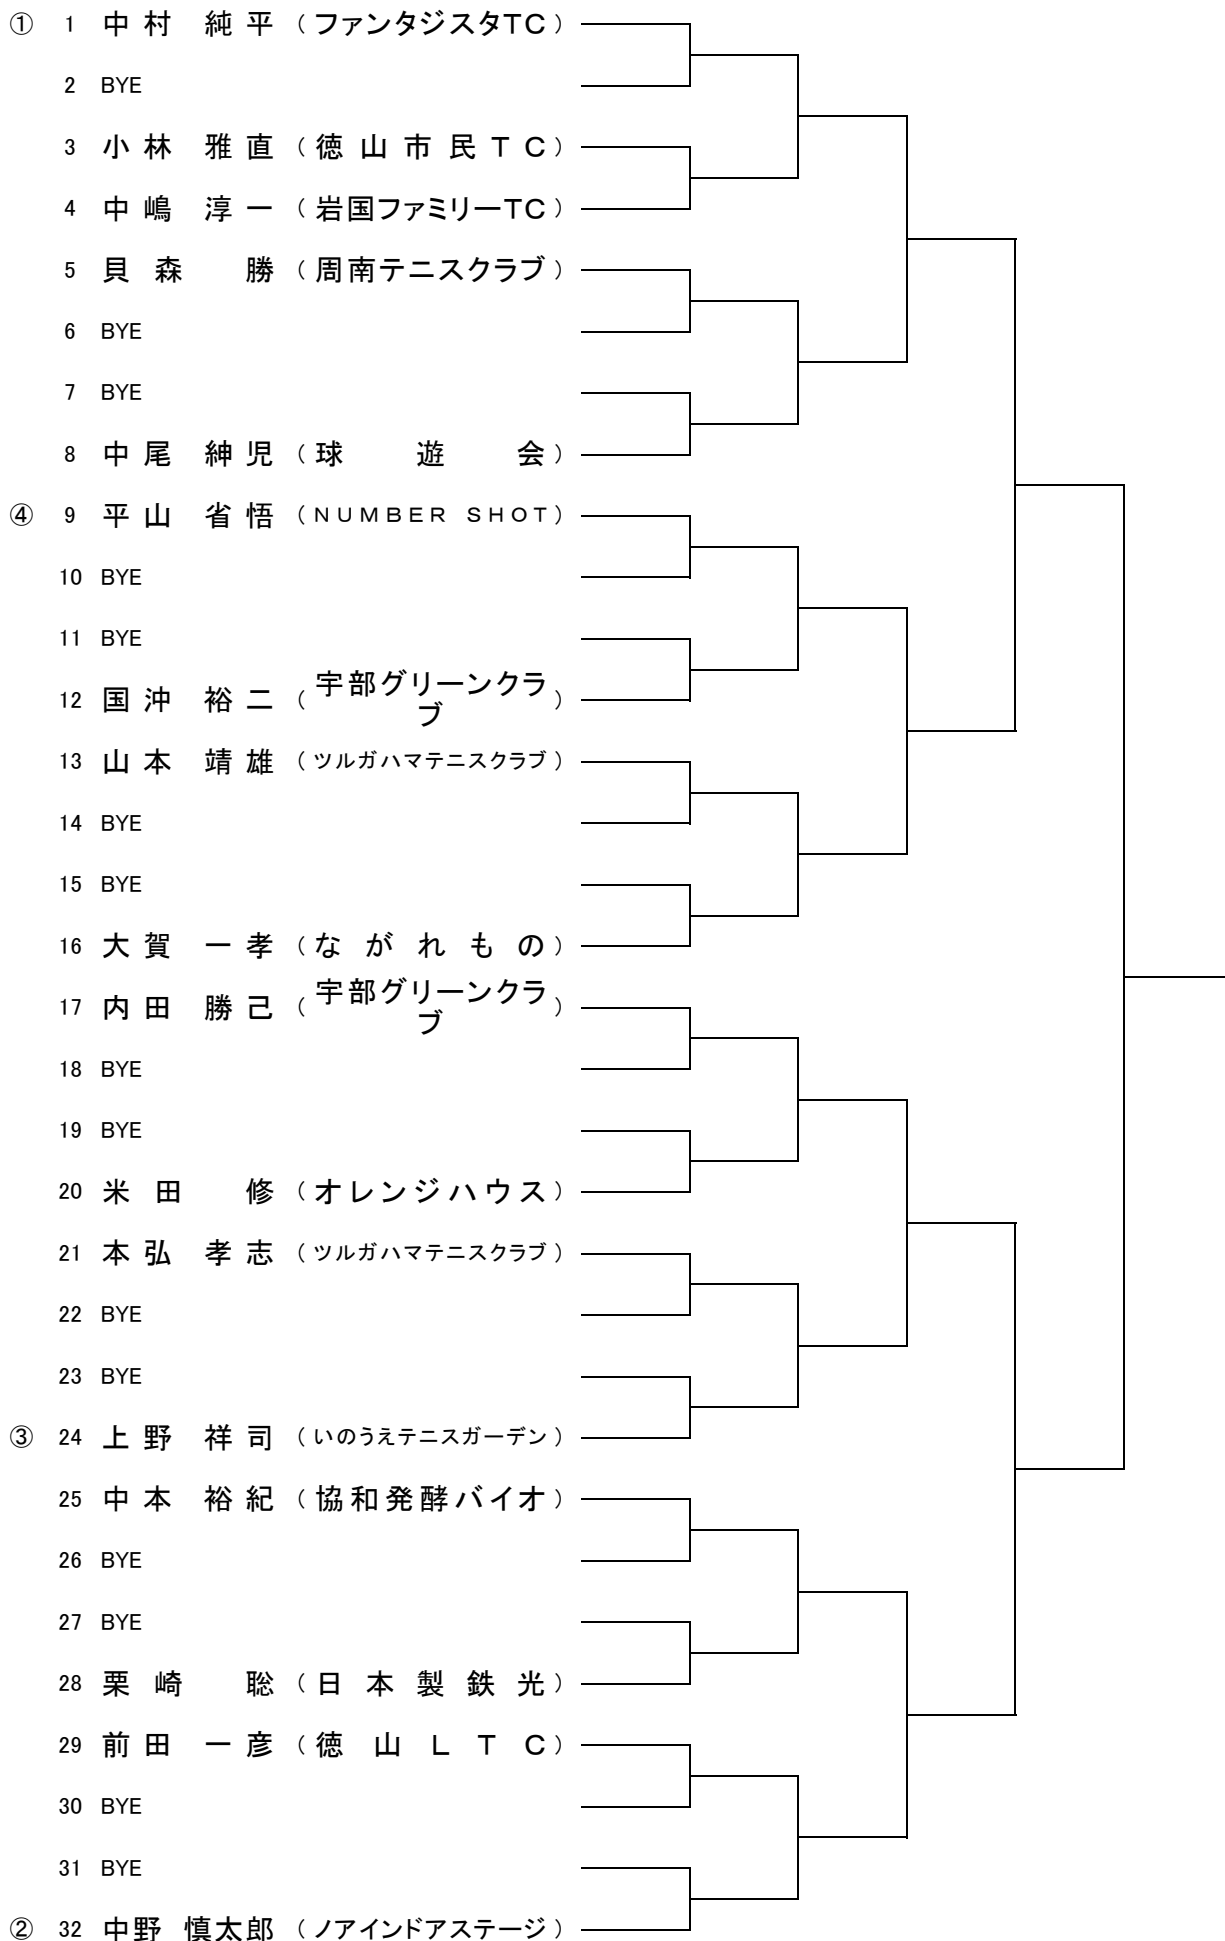 ① 1 中村 純平 (ファンタジスタTC)
2 BYE
3 小林 雅直 (徳山市民TC)
4 中嶋 淳一 (岩国ファミリーTC)
5 貝森 勝 (周南テニスクラブ)
6 BYE
7 BYE
8 中尾 紳児 (球遊会)
④ 9 平山 省悟 (NUMBER SHOT)
10 BYE
11 BYE
12 国沖 裕二 (宇部グリーンクラブ)
13 山本 靖雄 (ツルガハマテニスクラブ)
14 BYE
15 BYE
16 大賀 一孝 (ながれもの)
17 内田 勝己 (宇部グリーンクラブ)
18 BYE
19 BYE
20 米田 修 (オレンジハウス)
21 本弘 孝志 (ツルガハマテニスクラブ)
22 BYE
23 BYE
③ 24 上野 祥司 (いのうえテニスガーデン)
25 中本 裕紀 (協和発酵バイオ)
26 BYE
27 BYE
28 栗崎 聡 (日本製鉄光)
29 前田 一彦 (徳山LTC)
30 BYE
31 BYE
② 32 中野 慎太郎 (ノアインドアステージ)